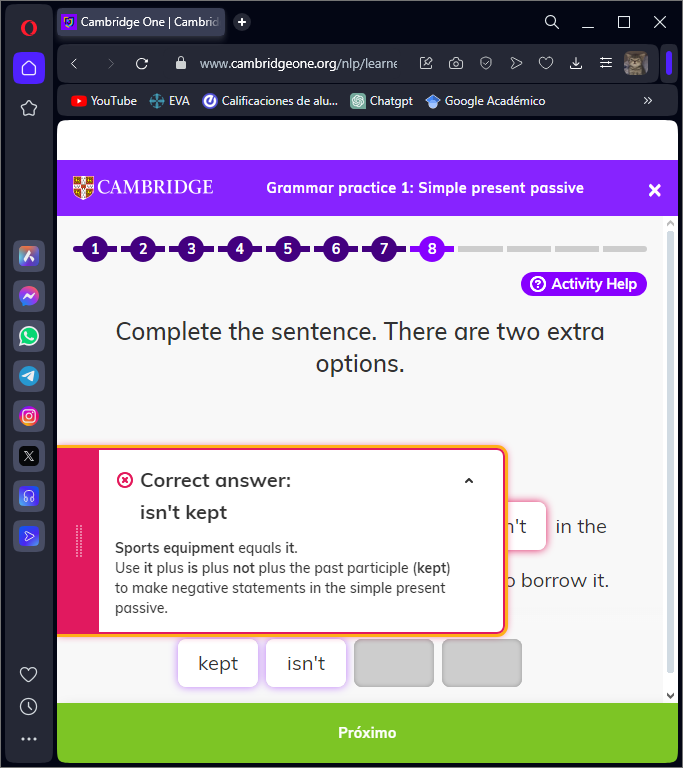 Cambridge One | Cambrid
www.cambridgeone.org/nlp/learne
YouTube
EVA
Calificaciones de alu...
Chatgpt
Google Académico
CAMBRIDGE
Grammar practice 1: Simple present passive
1 2 3 4 5 6 7 8
Activity Help
Complete the sentence. There are two extra
options.
Correct answer:
isn't kept
Sports equipment equals it.
Use it plus is plus not plus the past participle (kept)
to make negative statements in the simple present
passive.
n't in the
o borrow it.
kept isn't
Próximo